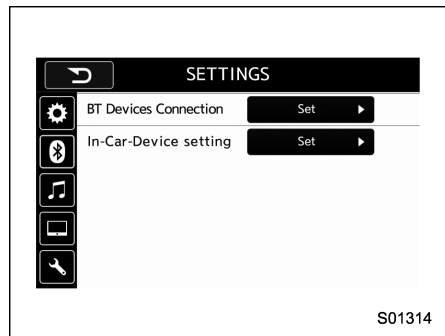 SETTINGS
BT Devices Connection Set
In-Car-Device setting Set
S01314